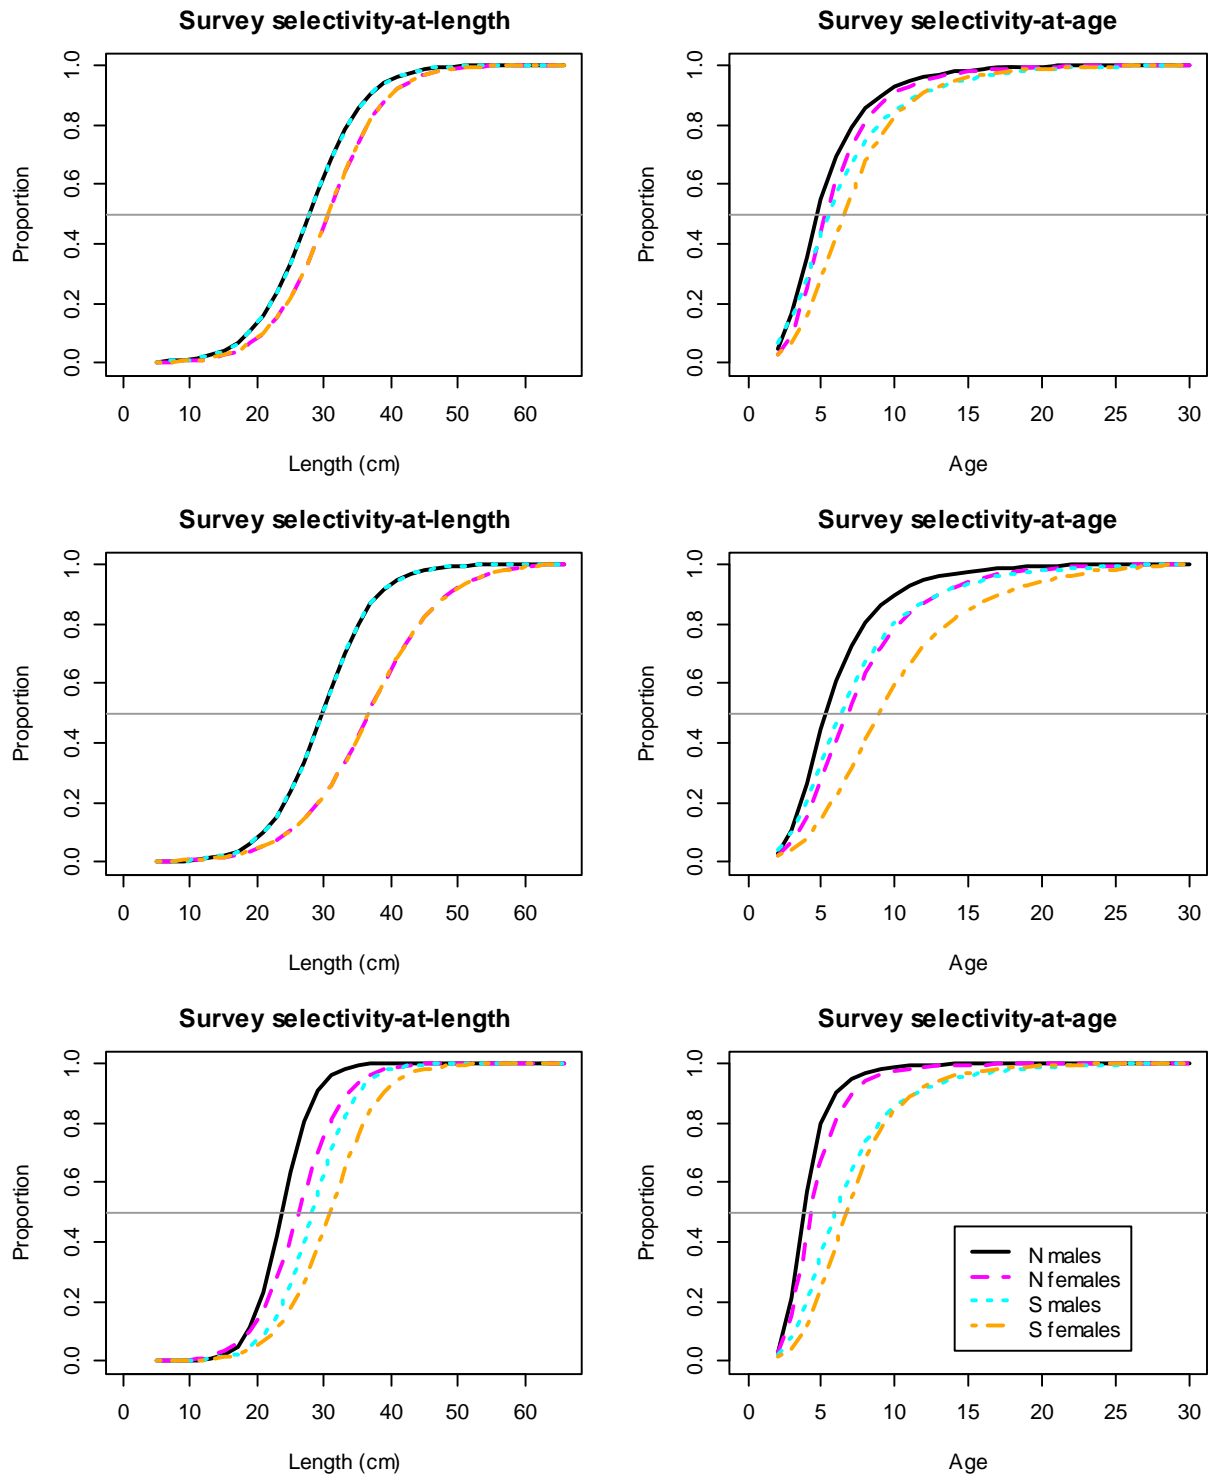 Survey selectivity-at-length
Proportion
0.0 0.2 0.4 0.6 0.8 1.0
0 10 20 30 40 50 60
Length (cm)
Survey selectivity-at-age
Proportion
0.0 0.2 0.4 0.6 0.8 1.0
0 5 10 15 20 25 30
Age
Survey selectivity-at-length
Proportion
0.0 0.2 0.4 0.6 0.8 1.0
0 10 20 30 40 50 60
Length (cm)
Survey selectivity-at-age
Proportion
0.0 0.2 0.4 0.6 0.8 1.0
0 5 10 15 20 25 30
Age
Survey selectivity-at-length
Proportion
0.0 0.2 0.4 0.6 0.8 1.0
0 10 20 30 40 50 60
Length (cm)
Survey selectivity-at-age
Proportion
0.0 0.2 0.4 0.6 0.8 1.0
N males
N females
S males
S females
0 5 10 15 20 25 30
Age